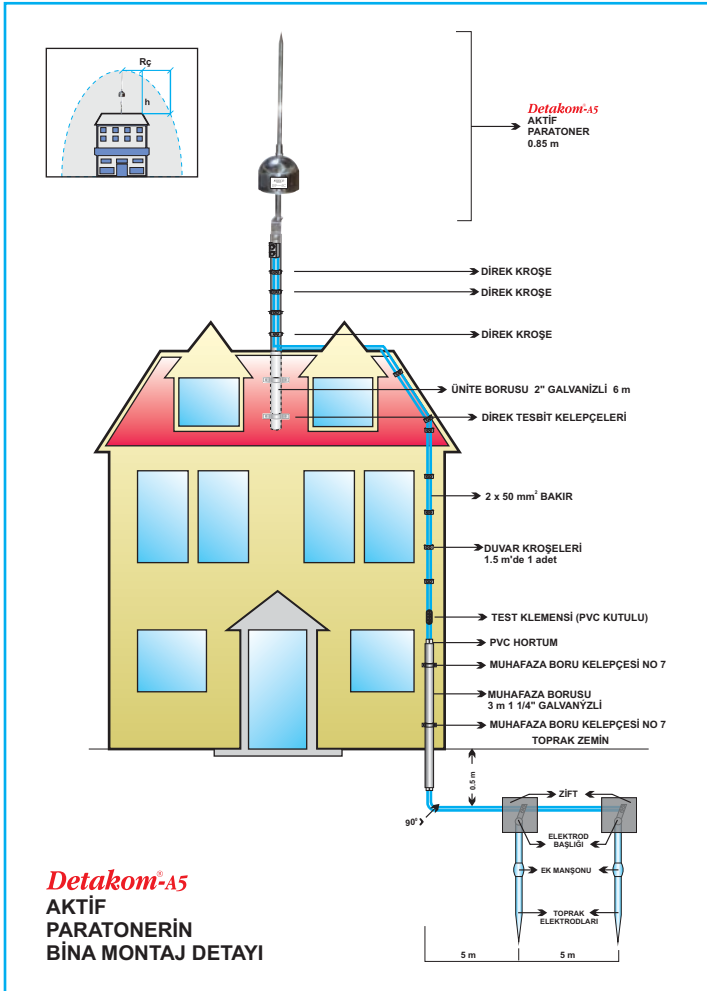 Rç
h
Detakom®-A5
AKTİF
PARATONER
0.85 m
DİREK KROŞE
DİREK KROŞE
DİREK KROŞE
ÜNİTE BORUSU 2" GALVANİZLİ 6 m
DİREK TESBİT KELEPÇELERİ
2 x 50 mm² BAKIR
DUVAR KROŞELERİ
1.5 m'de 1 adet
TEST KLEMENSİ (PVC KUTULU)
PVC HORTUM
MUHAFAZA BORU KELEPÇESİ NO 7
MUHAFAZA BORUSU
3 m 1 1/4" GALVANÝZLİ
MUHAFAZA BORU KELEPÇESİ NO 7
TOPRAK ZEMİN
0.5 m
90°
ZİFT
ELEKTROD
BAŞLIĞI
EK MANŞONU
TOPRAK
ELEKTRODLARI
5 m
5 m
Detakom®-A5
AKTİF
PARATONERİN
BİNA MONTAJ DETAYI